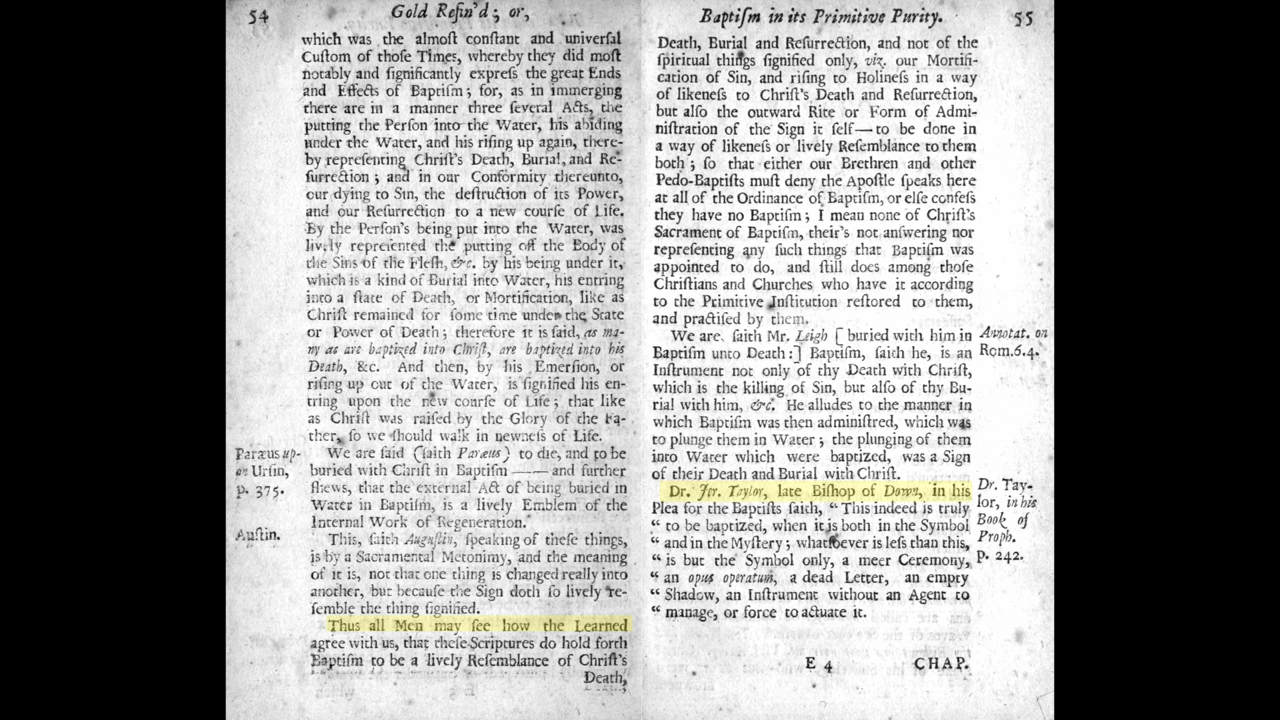 54
Gold Refin'd; or,
which was the almoſt conſtant and univerſal
Cuſtom of thoſe Times, whereby they did moſt
notably and ſignificantly expreſs the great Ends
and Effects of Baptiſm; for, as in immerging
there are in a manner three ſeveral Acts, the
putting the Perſon into the Water, his abiding
under the Water, and his riſing up again, there-
by repreſenting Chriſt's Death, Burial, and Re-
ſurrection; and in our Conformity thereunto,
our dying to Sin, the deſtruction of its Power,
and our Reſurrection to a new courſe of Life.
By the Perſon's being put into the Water, was
lively repreſented the putting off the Body of
the Sins of the Fleſh, &c. by his being under it,
which is a kind of Burial into Water, his entring
into a ſtate of Death, or Mortification, like as
Chriſt remained for ſome time under the State
or Power of Death; therefore it is ſaid, as ma-
ny as are baptized into Chriſt, are baptized into his
Death, &c. And then, by his Emerſion, or
riſing up out of the Water, is ſignified his en-
tring upon the new courſe of Life; that like
as Chriſt was raiſed by the Glory of the Fa-
ther, ſo we ſhould walk in newneſs of Life.
We are ſaid (ſaith Paræus) to die, and to be
buried with Chriſt in Baptiſm —— and further
ſhews, that the external Act of being buried in
Water in Baptiſm, is a lively Emblem of the
Internal Work of Regeneration.
This, ſaith Auguſtin, ſpeaking of theſe things,
is by a Sacramental Metonimy, and the meaning
of it is, not that one thing is changed really into
another, but becauſe the Sign doth ſo lively re-
ſemble the thing ſignified.
Thus all Men may ſee how the Learned
agree with us, that theſe Scriptures do hold forth
Baptiſm to be a lively Reſemblance of Chriſt's
Death,
Paræus up-
on Urſin,
p. 375.
Auſtin.
Baptiſm in its Primitive Purity.
55
Death, Burial and Reſurrection, and not of the
ſpiritual things ſignified only, viz. our Mortifi-
cation of Sin, and riſing to Holineſs in a way
of likeneſs to Chriſt's Death and Reſurrection,
but alſo the outward Rite or Form of Admi-
niſtration of the Sign it ſelf—to be done in
a way of likeneſs or lively Reſemblance to them
both; ſo that either our Brethren and other
Pedo-Baptiſts muſt deny the Apoſtle ſpeaks here
at all of the Ordinance of Baptiſm, or elſe confeſs
they have no Baptiſm; I mean none of Chriſt's
Sacrament of Baptiſm, their's not anſwering nor
repreſenting any ſuch things that Baptiſm was
appointed to do, and ſtill does among thoſe
Chriſtians and Churches who have it according
to the Primitive Inſtitution reſtored to them,
and practiſed by them.
We are, ſaith Mr. Leigh [buried with him in
Baptiſm unto Death:] Baptiſm, ſaith he, is an
Inſtrument not only of thy Death with Chriſt,
which is the killing of Sin, but alſo of thy Bu-
rial with him, &c. He alludes to the manner in
which Baptiſm was then adminiſtred, which was
to plunge them in Water; the plunging of them
into Water which were baptized, was a Sign
of their Death and Burial with Chriſt.
Dr. Jer. Taylor, late Biſhop of Down, in his
Plea for the Baptiſts ſaith, “ This indeed is truly
“ to be baptized, when it is both in the Symbol
“ and in the Myſtery; whatſoever is leſs than this,
“ is but the Symbol only, a meer Ceremony,
“ an opus operatum, a dead Letter, an empty
“ Shadow, an Inſtrument without an Agent to
“ manage, or force to actuate it.
Annotat. on
Rom.6.4.
Dr. Tay-
lor, in his
Book of
Proph.
p. 242.
E 4
CHAP.